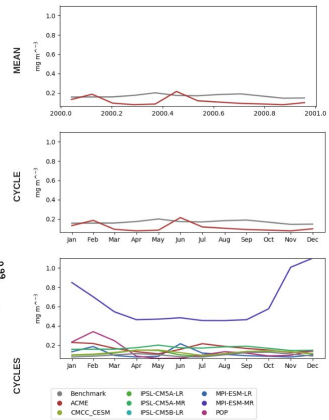 1.0
0.8
0.6
0.4
0.2
mg m^-3
MEAN
2000.0 2000.2 2000.4 2000.6 2000.8 2001.0
1.0
0.8
0.6
0.4
0.2
mg m^-3
CYCLE
Jan Feb Mar Apr May Jun Jul Aug Sep Oct Nov Dec
1.0
0.8
0.6
0.4
0.2
mg m^-3
CYCLES
Jan Feb Mar Apr May Jun Jul Aug Sep Oct Nov Dec
Benchmark IPSL-CM5A-LR MPI-ESM-LR
ACME IPSL-CM5A-MR MPI-ESM-MR
CMCC_CESM IPSL-CM5B-LR POP